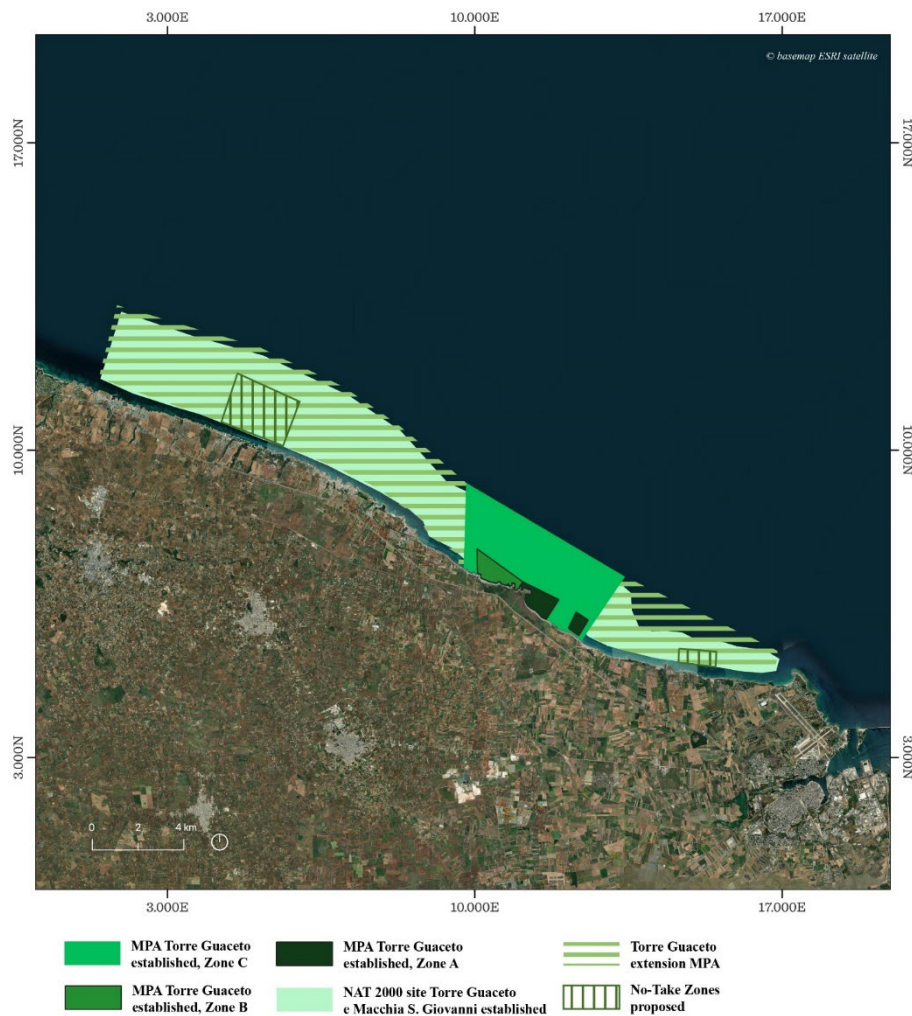 3.000E 10.000E 17.000E
© basemap ESRI satellite
17.000N 17.000N
10.000N 10.000N
3.000N 3.000N
0 2 4 km
3.000E 10.000E 17.000E
MPA Torre Guaceto
established, Zone C
MPA Torre Guaceto
established, Zone A
Torre Guaceto
extension MPA
MPA Torre Guaceto
established, Zone B
NAT 2000 site Torre Guaceto
e Macchia S. Giovanni established
No-Take Zones
proposed